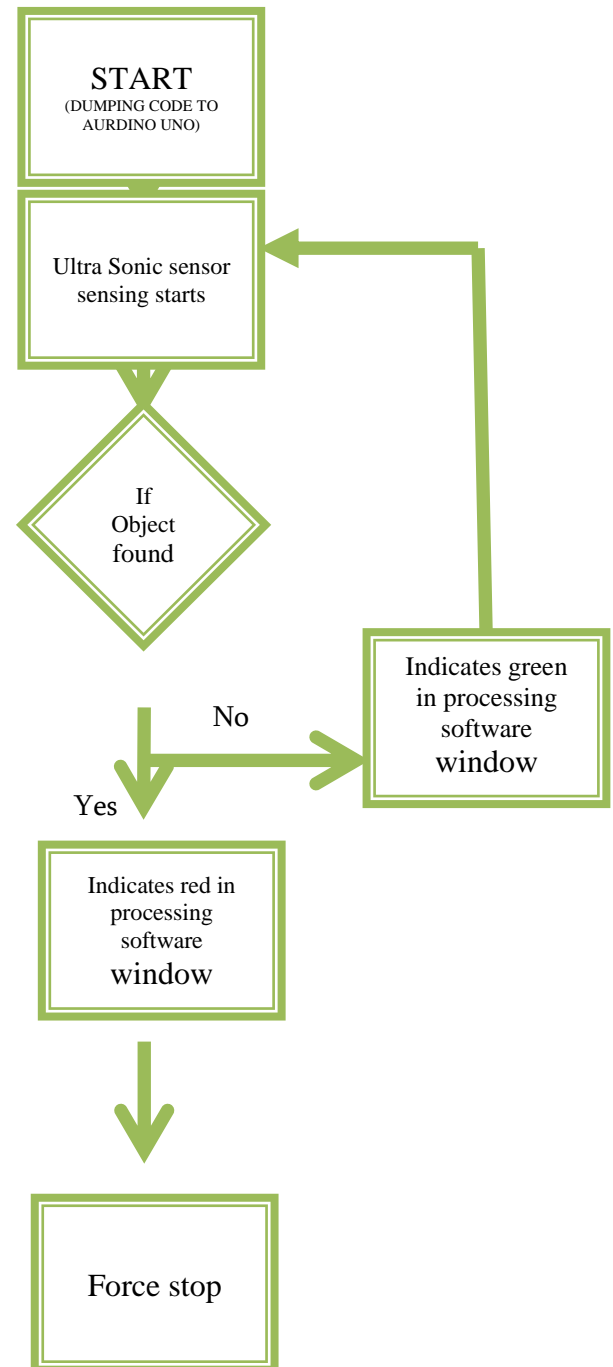 START
(DUMPING CODE TO
AURDINO UNO)
Ultra Sonic sensor
sensing starts
If
Object
found
No
Indicates green
in processing
software
window
Yes
Indicates red in
processing
software
window
Force stop